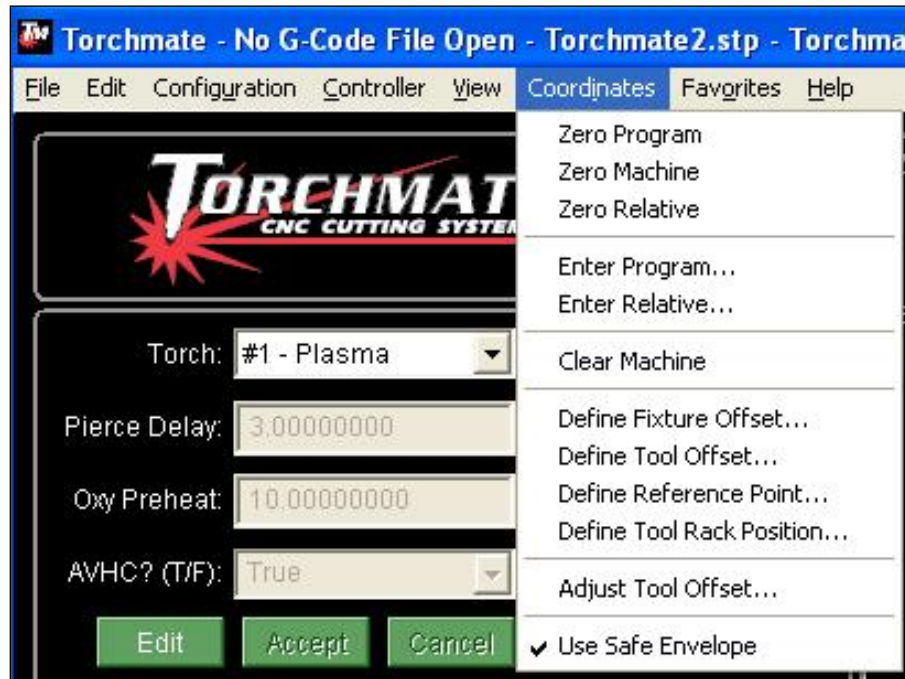 TM Torchmate - No G-Code File Open - Torchmate2.stp - Torchma
File Edit Configuration Controller View Coordinates Favorites Help
TORCHMAT
CNC CUTTING SYSTEM
Torch: #1 - Plasma
Pierce Delay: 3.00000000
Oxy Preheat: 10.00000000
AVHC? (T/F): True
Edit Accept Cancel
Zero Program
Zero Machine
Zero Relative
Enter Program...
Enter Relative...
Clear Machine
Define Fixture Offset...
Define Tool Offset...
Define Reference Point...
Define Tool Rack Position...
Adjust Tool Offset...
Use Safe Envelope